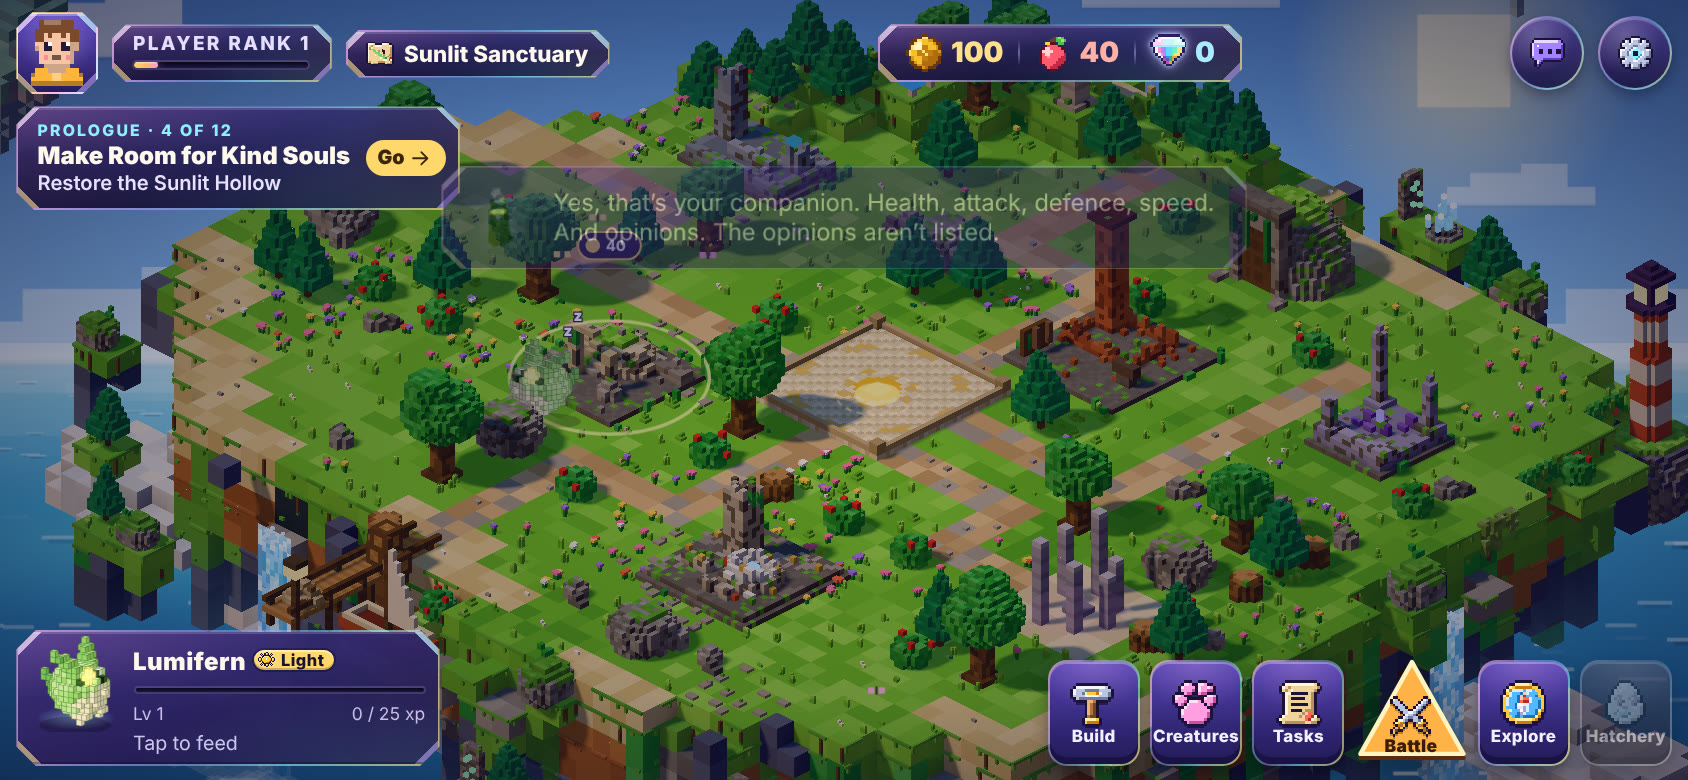 PLAYER RANK 1
Sunlit Sanctuary
100
40
0
PROLOGUE · 4 OF 12
Make Room for Kind Souls
Restore the Sunlit Hollow
Go →
Yes, that's your companion. Health, attack, defence, speed.
And opinions. The opinions aren't listed.
40
z
z
Lumifern
Light
Lv 1
0 / 25 xp
Tap to feed
Build
Creatures
Tasks
Battle
Explore
Hatchery